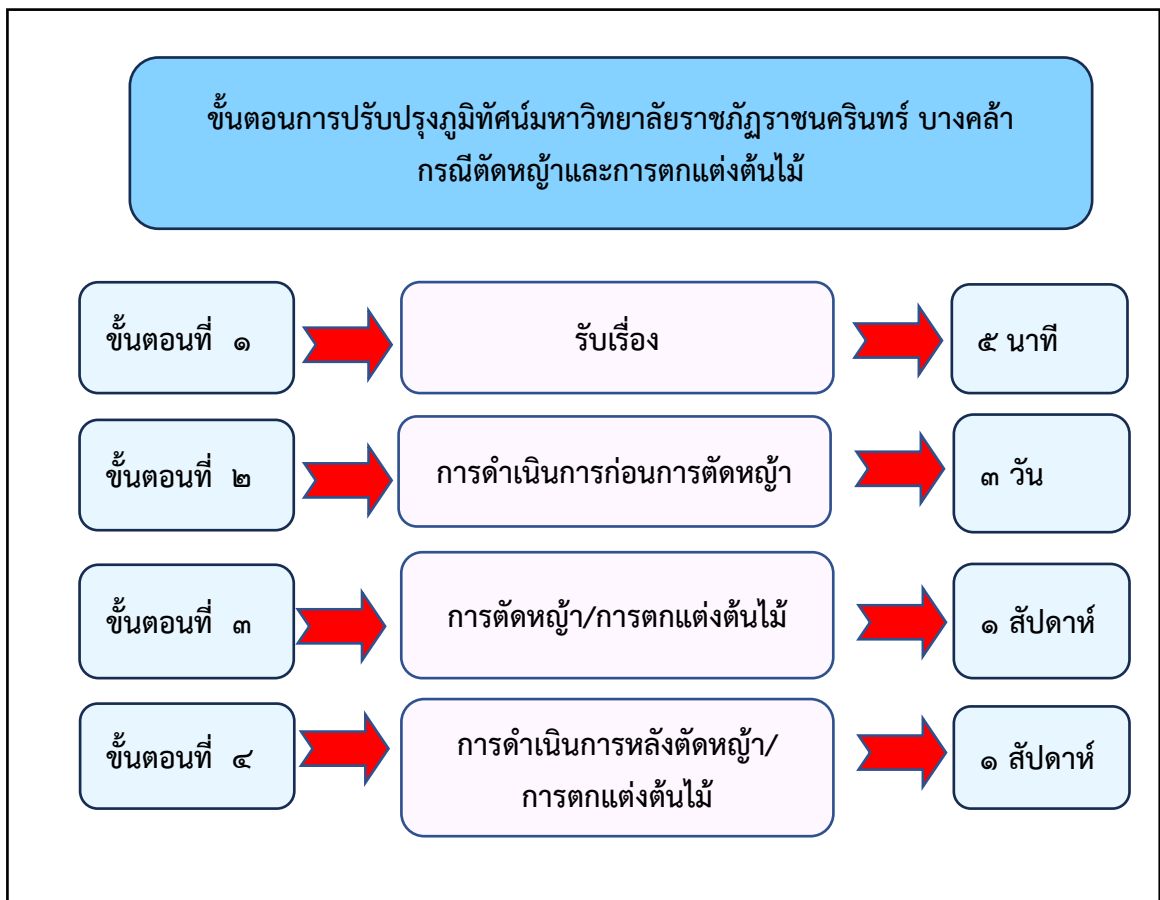 ขั้นตอนการปรับปรุงภูมิทัศน์มหาวิทยาลัยราชภัฏราชนครินทร์ บางคล้า
กรณีตัดหญ้าและการตกแต่งต้นไม้
ขั้นตอนที่ ๑
รับเรื่อง
๕ นาที
ขั้นตอนที่ ๒
การดำเนินการก่อนการตัดหญ้า
๓ วัน
ขั้นตอนที่ ๓
การตัดหญ้า/การตกแต่งต้นไม้
๑ สัปดาห์
ขั้นตอนที่ ๔
การดำเนินการหลังตัดหญ้า/
การตกแต่งต้นไม้
๑ สัปดาห์